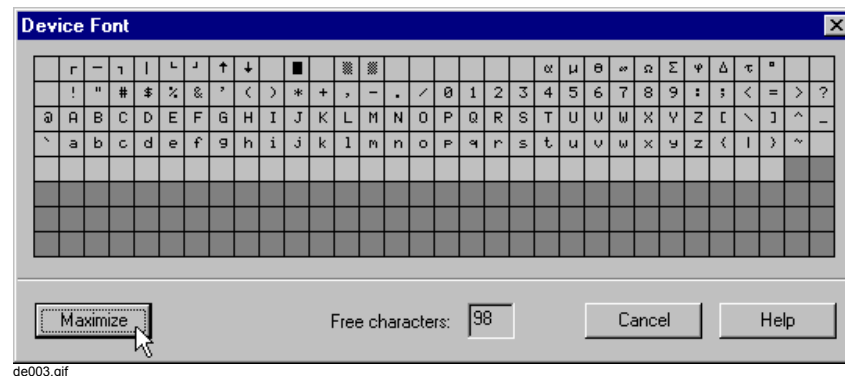 Device Font
┌ ─ ┐ | └ ┘ ↑ ↓ ■ ▒ ▒ α μ θ ∞ Ω Σ φ Δ τ °
! " # $ % & ' ( ) * + , - . / 0 1 2 3 4 5 6 7 8 9 : ; < = > ?
@ A B C D E F G H I J K L M N O P Q R S T U V W X Y Z [ \ ] ^ _
` a b c d e f g h i j k l m n o p q r s t u v w x y z { | } ~
Maximize Free characters: 98 Cancel Help
de003.gif